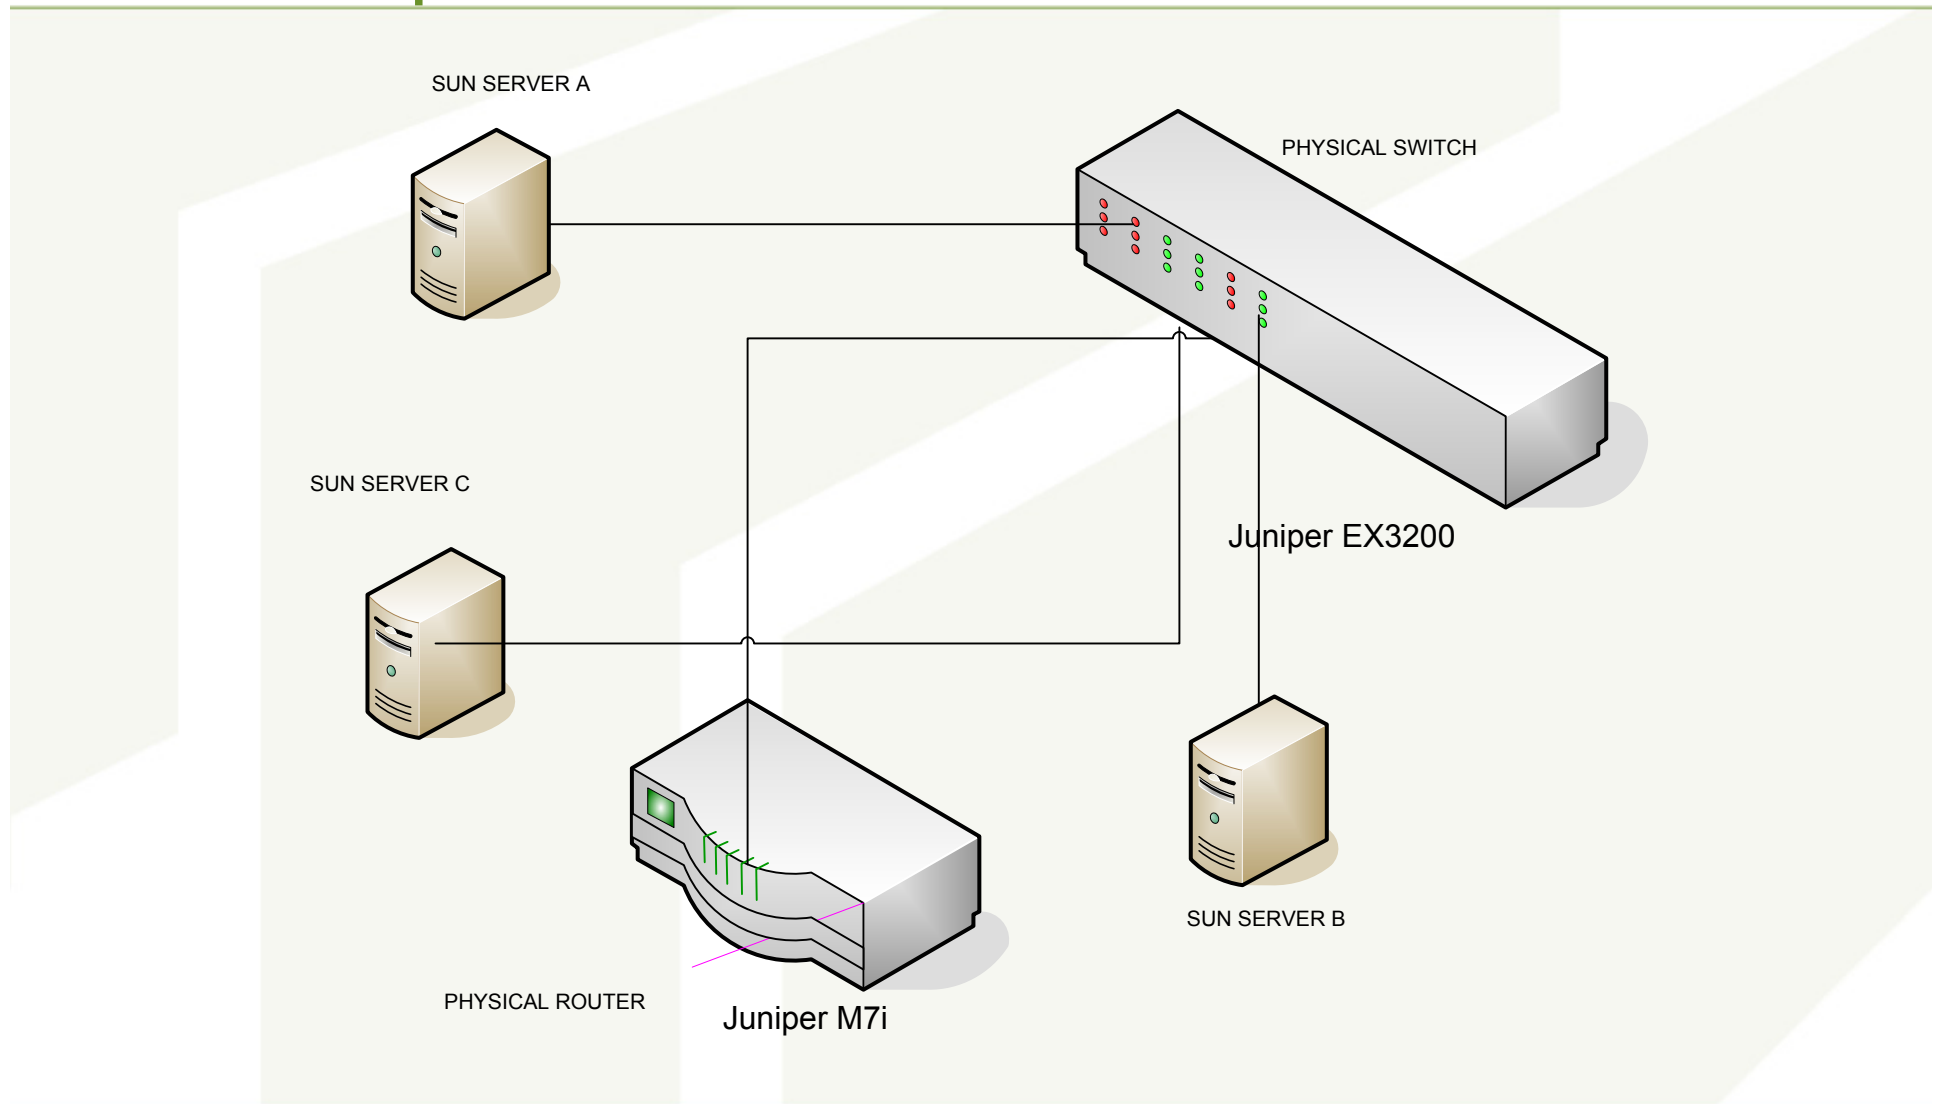 SUN SERVER A
PHYSICAL SWITCH
SUN SERVER C
Juniper EX3200
SUN SERVER B
PHYSICAL ROUTER
Juniper M7i